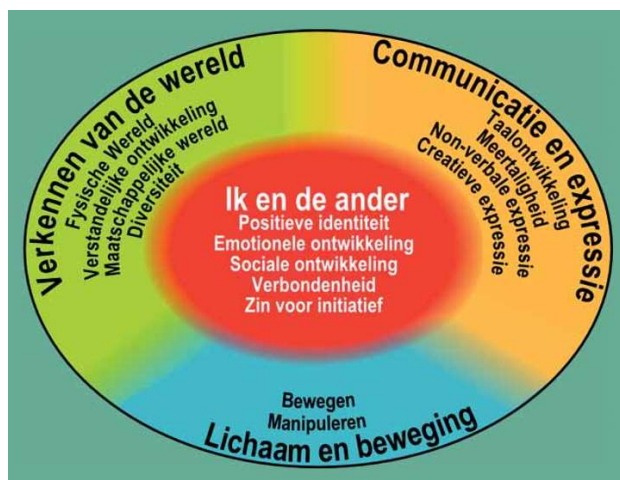 Verkennen van de wereld
Fysische Wereld
Verstandelijke ontwikkeling
Maatschappelijke wereld
Diversiteit
Communicatie en expressie
Taalontwikkeling
Meertaligheid
Non-verbale expressie
Creatieve expressie
Ik en de ander
Positieve identiteit
Emotionele ontwikkeling
Sociale ontwikkeling
Verbondenheid
Zin voor initiatief
Bewegen
Manipuleren
Lichaam en beweging